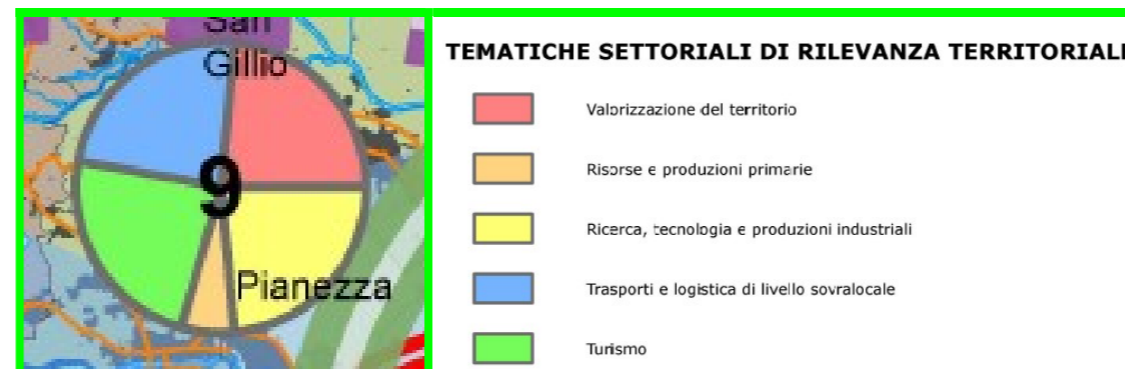 San
Gillio
9
Pianezza
TEMATICHE SETTORIALI DI RILEVANZA TERRITORIALE
Valorizzazione del territorio
Risorse e produzioni primarie
Ricerca, tecnologia e produzioni industriali
Trasporti e logistica di livello sovralocale
Turismo